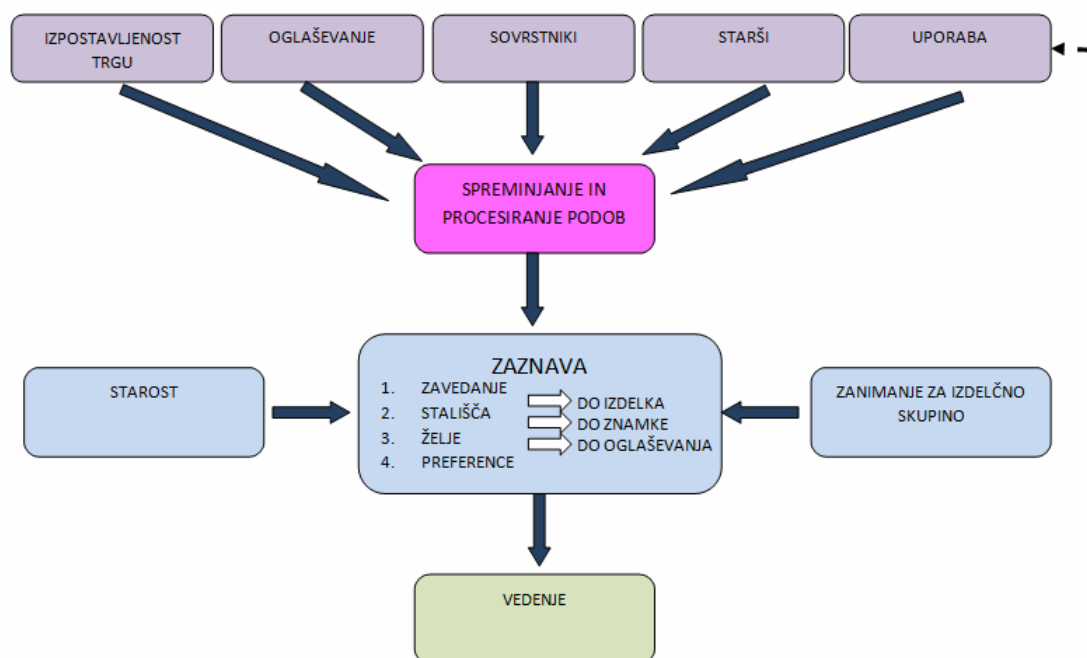 IZPOSTAVLJENOST
TRGU
OGLAŠEVANJE
SOVRSTNIKI
STARŠI
UPORABA
SPREMINJANJE IN
PROCESIRANJE PODOB
STAROST
ZAZNAVA
1. ZAVEDANJE
2. STALIŠČA
3. ŽELJE
4. PREFERENCE
DO IZDELKA
DO ZNAMKE
DO OGLAŠEVANJA
ZANIMANJE ZA IZDELČNO
SKUPINO
VEDENJE